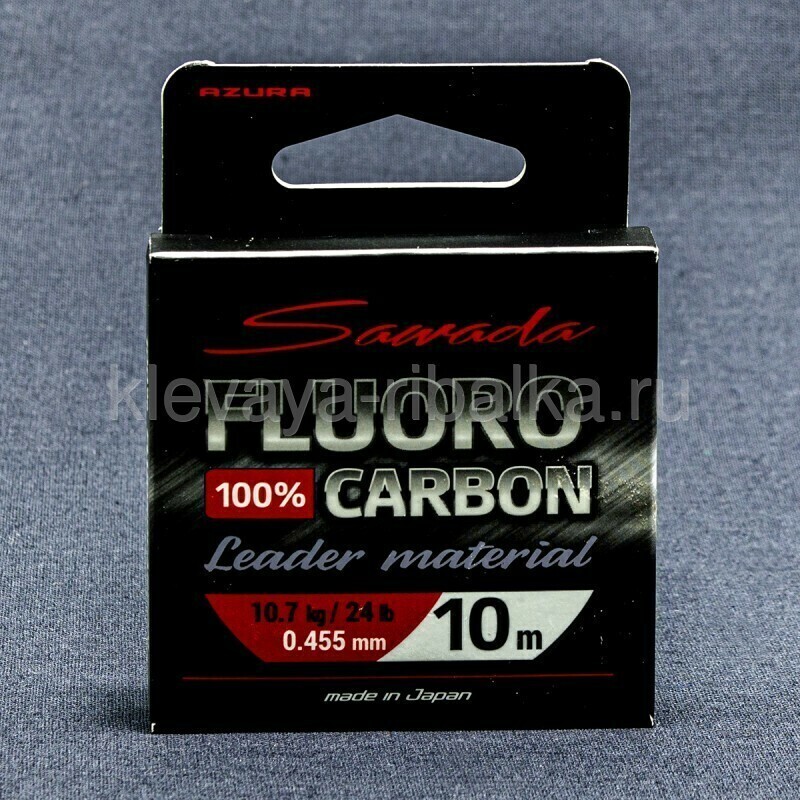 AZURA
Sawada
FLUORO
klevaya-ribalka.ru
100% CARBON
Leader material
10.7 kg / 24 lb
0.455 mm
10 m
made in Japan